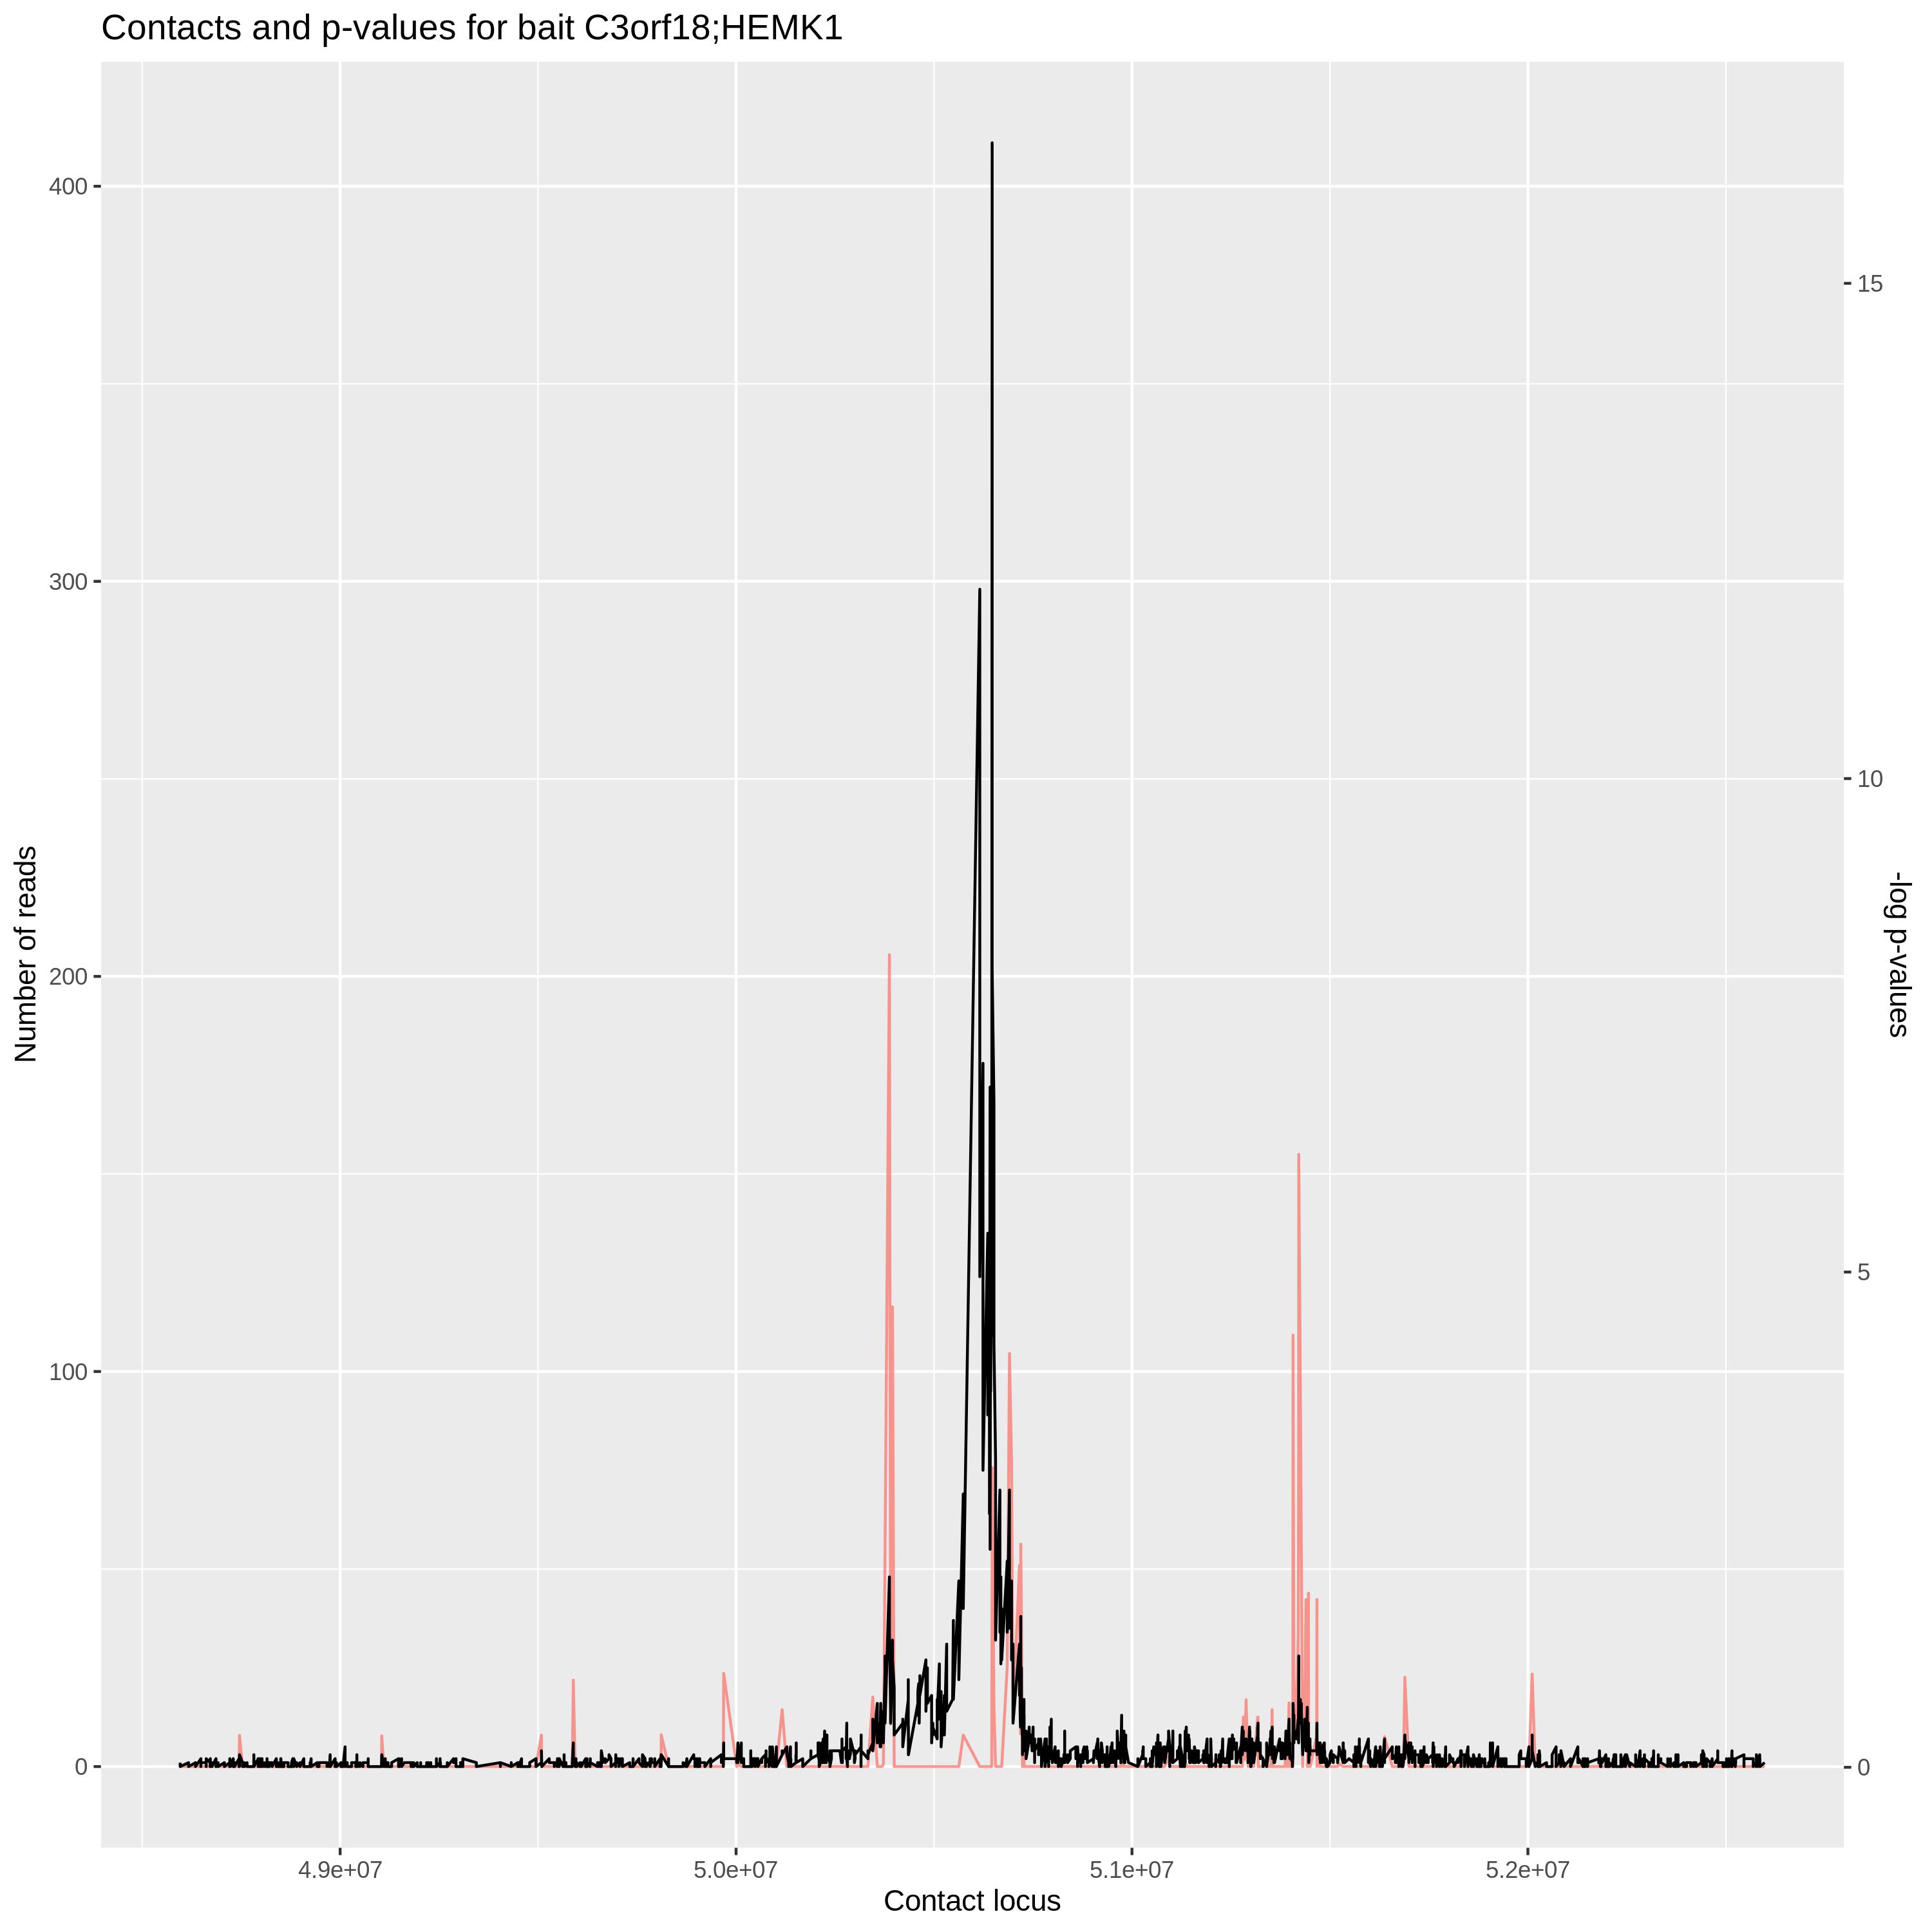 Contacts and p-values for bait C3orf18;HEMK1
400
300
200
100
0
Number of reads
15
10
5
0
-log p-values
4.9e+07 5.0e+07 5.1e+07 5.2e+07
Contact locus